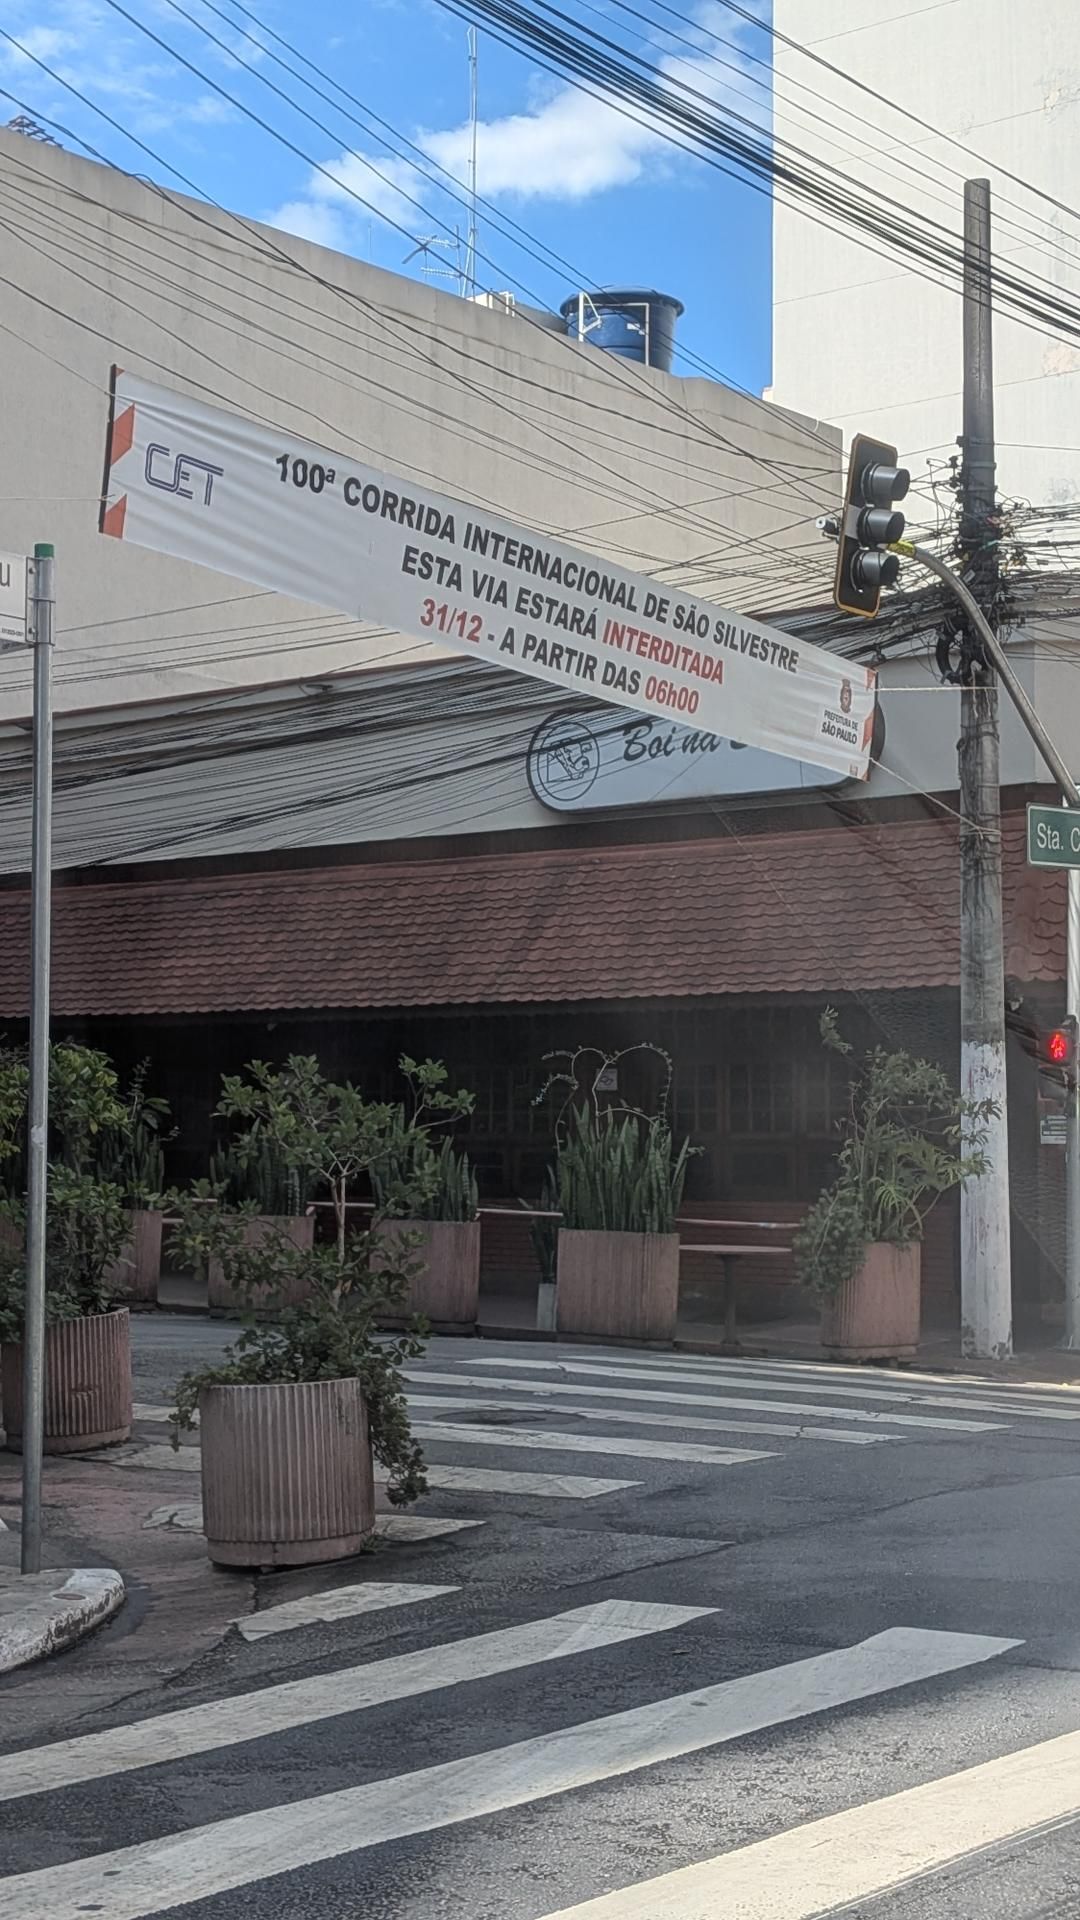 CET
100ª CORRIDA INTERNACIONAL DE SÃO SILVESTRE
ESTA VIA ESTARÁ INTERDITADA
31/12 - A PARTIR DAS 06h00
PREFEITURA DE
SÃO PAULO
Boi na
Sta. C
u